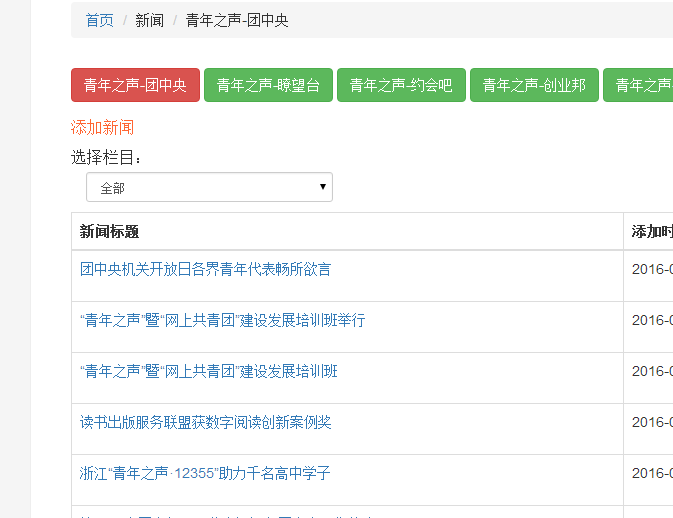 首页 / 新闻 / 青年之声-团中央
青年之声-团中央 青年之声-瞭望台 青年之声-约会吧 青年之声-创业邦 青年之声
添加新闻
选择栏目：
全部
新闻标题 添加时
团中央机关开放日各界青年代表畅所欲言 2016-0
“青年之声”暨“网上共青团”建设发展培训班举行 2016-0
“青年之声”暨“网上共青团”建设发展培训班 2016-0
读书出版服务联盟获数字阅读创新案例奖 2016-0
浙江“青年之声·12355”助力千名高中学子 2016-0